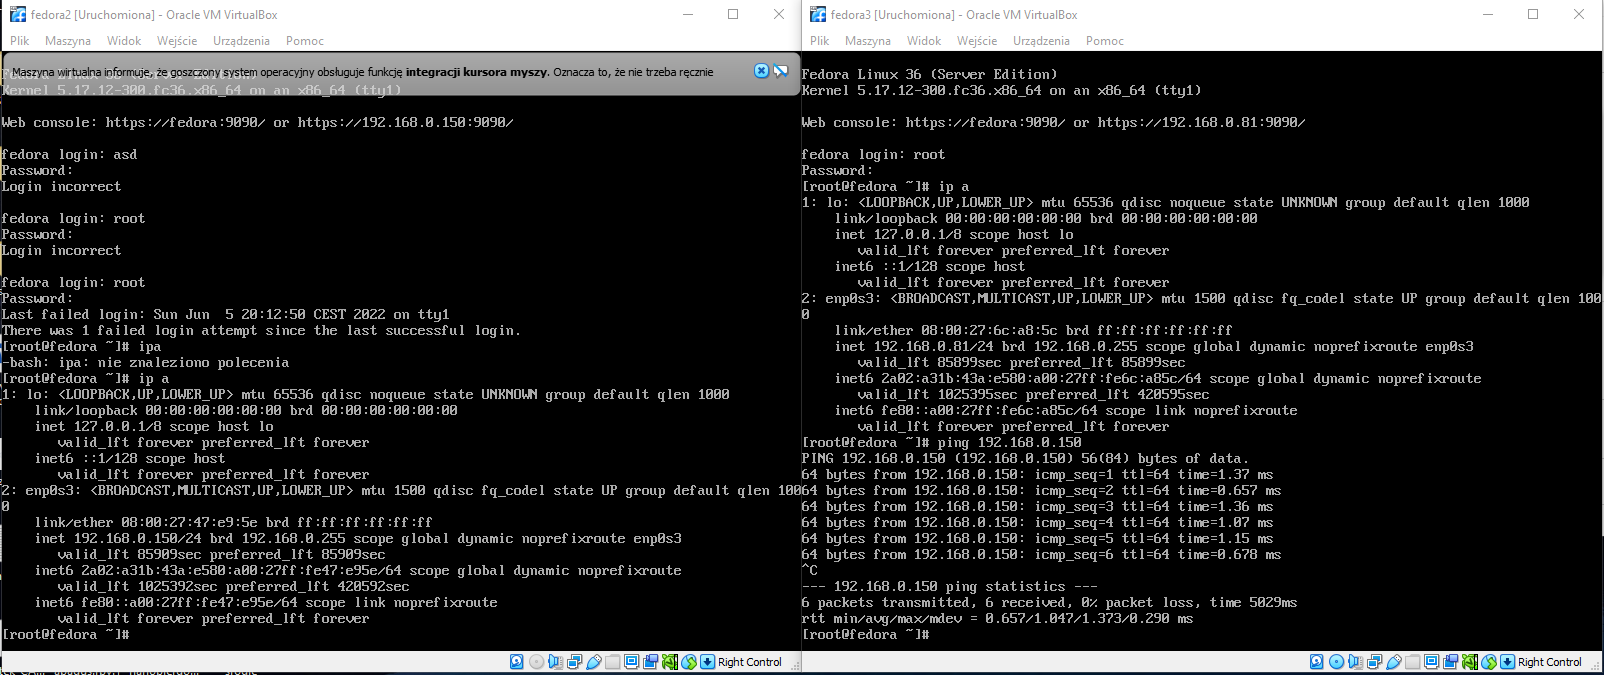 fedora2 [Uruchomiona] - Oracle VM VirtualBox
Plik Maszyna Widok Wejście Urządzenia Pomoc
Maszyna wirtualna informuje, że goszczony system operacyjny obsługuje funkcję integracji kursora myszy. Oznacza to, że nie trzeba ręcznie
Kernel 5.17.12-300.fc36.x86_64 on an x86_64 (tty1)
Web console: https://fedora:9090/ or https://192.168.0.150:9090/
fedora login: asd
Password:
Login incorrect
fedora login: root
Password:
Login incorrect
fedora login: root
Password:
Last failed login: Sun Jun  5 20:12:50 CEST 2022 on tty1
There was 1 failed login attempt since the last successful login.
[root@fedora ~]# ipa
-bash: ipa: nie znaleziono polecenia
[root@fedora ~]# ip a
1: lo: <LOOPBACK,UP,LOWER_UP> mtu 65536 qdisc noqueue state UNKNOWN group default qlen 1000
link/loopback 00:00:00:00:00:00 brd 00:00:00:00:00:00
inet 127.0.0.1/8 scope host lo
valid_lft forever preferred_lft forever
inet6 ::1/128 scope host
valid_lft forever preferred_lft forever
2: enp0s3: <BROADCAST,MULTICAST,UP,LOWER_UP> mtu 1500 qdisc fq_codel state UP group default qlen 100
0
link/ether 08:00:27:47:e9:5e brd ff:ff:ff:ff:ff:ff
inet 192.168.0.150/24 brd 192.168.0.255 scope global dynamic noprefixroute enp0s3
valid_lft 85909sec preferred_lft 85909sec
inet6 2a02:a31b:43a:e580:a00:27ff:fe47:e95e/64 scope global dynamic noprefixroute
valid_lft 1025392sec preferred_lft 420592sec
inet6 fe80::a00:27ff:fe47:e95e/64 scope link noprefixroute
valid_lft forever preferred_lft forever
[root@fedora ~]#
Right Control
fedora3 [Uruchomiona] - Oracle VM VirtualBox
Plik Maszyna Widok Wejście Urządzenia Pomoc
Fedora Linux 36 (Server Edition)
Kernel 5.17.12-300.fc36.x86_64 on an x86_64 (tty1)
Web console: https://fedora:9090/ or https://192.168.0.81:9090/
fedora login: root
Password:
[root@fedora ~]# ip a
1: lo: <LOOPBACK,UP,LOWER_UP> mtu 65536 qdisc noqueue state UNKNOWN group default qlen 1000
link/loopback 00:00:00:00:00:00 brd 00:00:00:00:00:00
inet 127.0.0.1/8 scope host lo
valid_lft forever preferred_lft forever
inet6 ::1/128 scope host
valid_lft forever preferred_lft forever
2: enp0s3: <BROADCAST,MULTICAST,UP,LOWER_UP> mtu 1500 qdisc fq_codel state UP group default qlen 100
0
link/ether 08:00:27:6c:a8:5c brd ff:ff:ff:ff:ff:ff
inet 192.168.0.81/24 brd 192.168.0.255 scope global dynamic noprefixroute enp0s3
valid_lft 85899sec preferred_lft 85899sec
inet6 2a02:a31b:43a:e580:a00:27ff:fe6c:a85c/64 scope global dynamic noprefixroute
valid_lft 1025395sec preferred_lft 420595sec
inet6 fe80::a00:27ff:fe6c:a85c/64 scope link noprefixroute
valid_lft forever preferred_lft forever
[root@fedora ~]# ping 192.168.0.150
PING 192.168.0.150 (192.168.0.150) 56(84) bytes of data.
64 bytes from 192.168.0.150: icmp_seq=1 ttl=64 time=1.37 ms
64 bytes from 192.168.0.150: icmp_seq=2 ttl=64 time=0.657 ms
64 bytes from 192.168.0.150: icmp_seq=3 ttl=64 time=1.36 ms
64 bytes from 192.168.0.150: icmp_seq=4 ttl=64 time=1.07 ms
64 bytes from 192.168.0.150: icmp_seq=5 ttl=64 time=1.15 ms
64 bytes from 192.168.0.150: icmp_seq=6 ttl=64 time=0.678 ms
^C
--- 192.168.0.150 ping statistics ---
6 packets transmitted, 6 received, 0% packet loss, time 5029ms
rtt min/avg/max/mdev = 0.657/1.047/1.373/0.290 ms
[root@fedora ~]#
Right Control